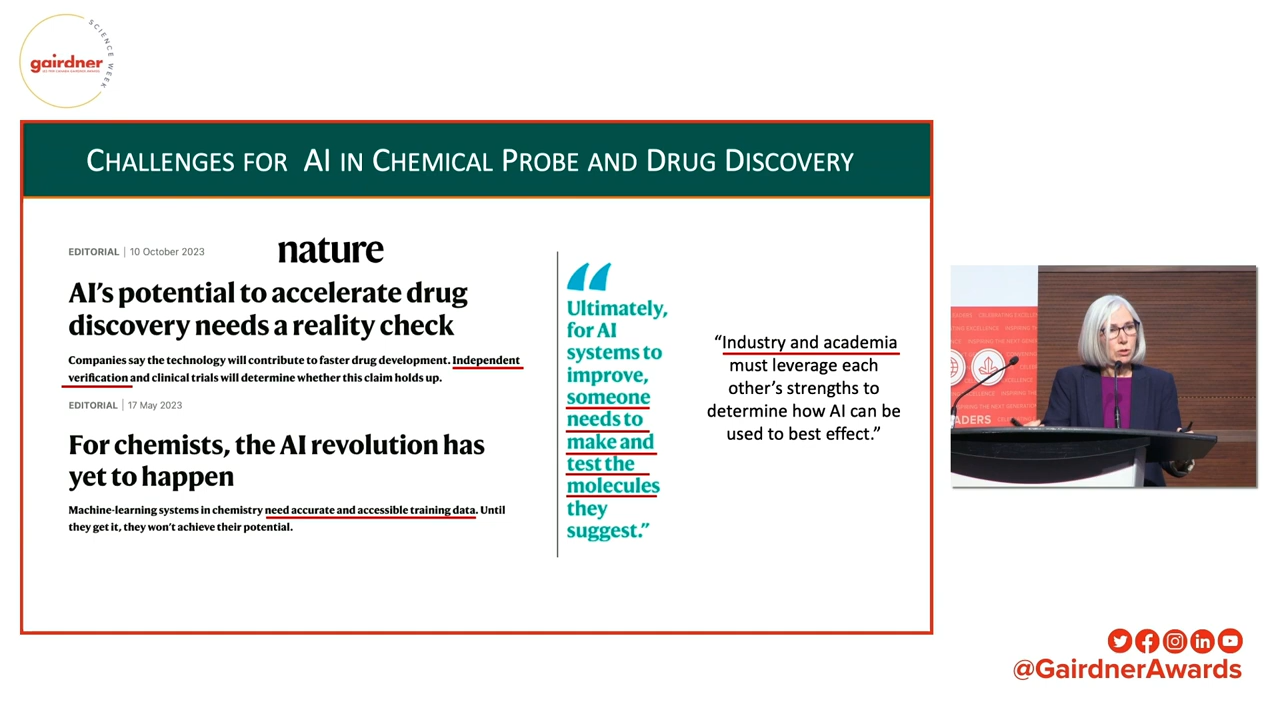 SCIENCE WEEK
gairdner
CHALLENGES FOR AI IN CHEMICAL PROBE AND DRUG DISCOVERY
EDITORIAL | 10 October 2023
nature
AI's potential to accelerate drug
discovery needs a reality check
Companies say the technology will contribute to faster drug development. Independent
verification and clinical trials will determine whether this claim holds up.
EDITORIAL | 17 May 2023
For chemists, the AI revolution has
yet to happen
Machine-learning systems in chemistry need accurate and accessible training data. Until
they get it, they won't achieve their potential.
“
Ultimately,
for AI
systems to
improve,
someone
needs to
make and
test the
molecules
they
suggest.”
“Industry and academia
must leverage each
other's strengths to
determine how AI can be
used to best effect.”
CELEBRATING EXCELL
INSPIRING THE NEXT GENERATION
@GairdnerAwards